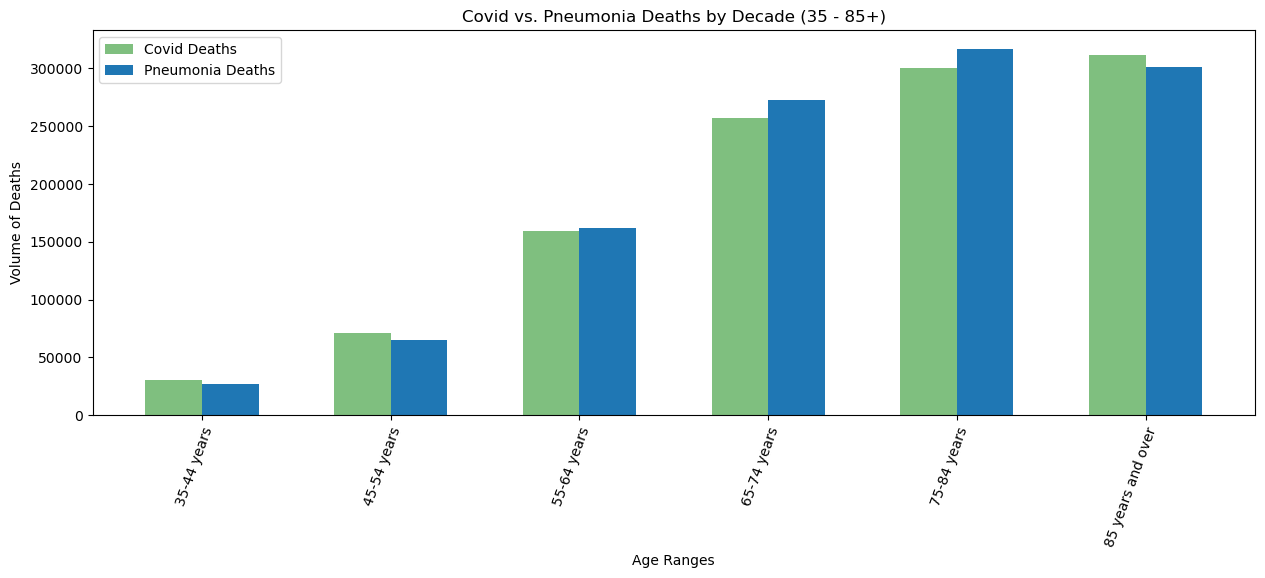 Covid vs. Pneumonia Deaths by Decade (35 - 85+)
Covid Deaths
Pneumonia Deaths
Volume of Deaths
300000
250000
200000
150000
100000
50000
0
35-44 years
45-54 years
55-64 years
65-74 years
75-84 years
85 years and over
Age Ranges